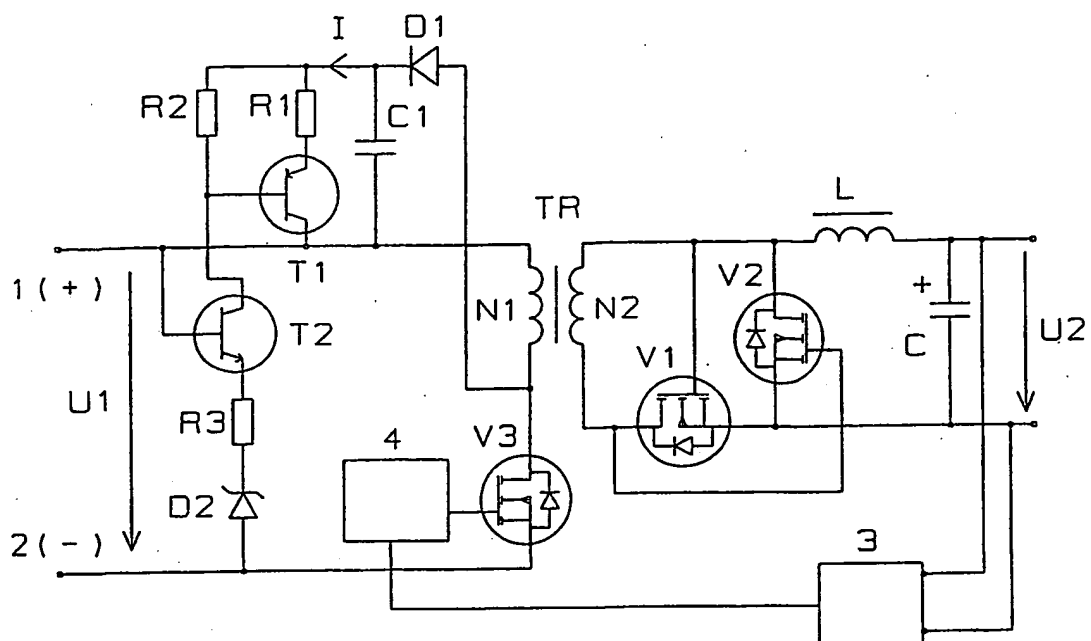 I
D1
R2
R1
C1
TR
L
1 (+)
T1
N1
N2
V2
+
C
U2
T2
V1
U1
R3
4
V3
D2
2 (-)
3